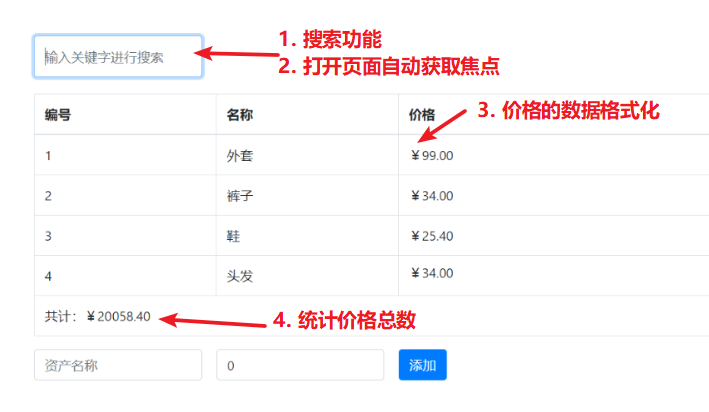 输入关键字进行搜索
1. 搜索功能
2. 打开页面自动获取焦点
编号 名称 价格
3. 价格的数据格式化
1 外套 ￥99.00
2 裤子 ￥34.00
3 鞋 ￥25.40
4 头发 ￥34.00
共计：￥20058.40
4. 统计价格总数
资产名称 0 添加